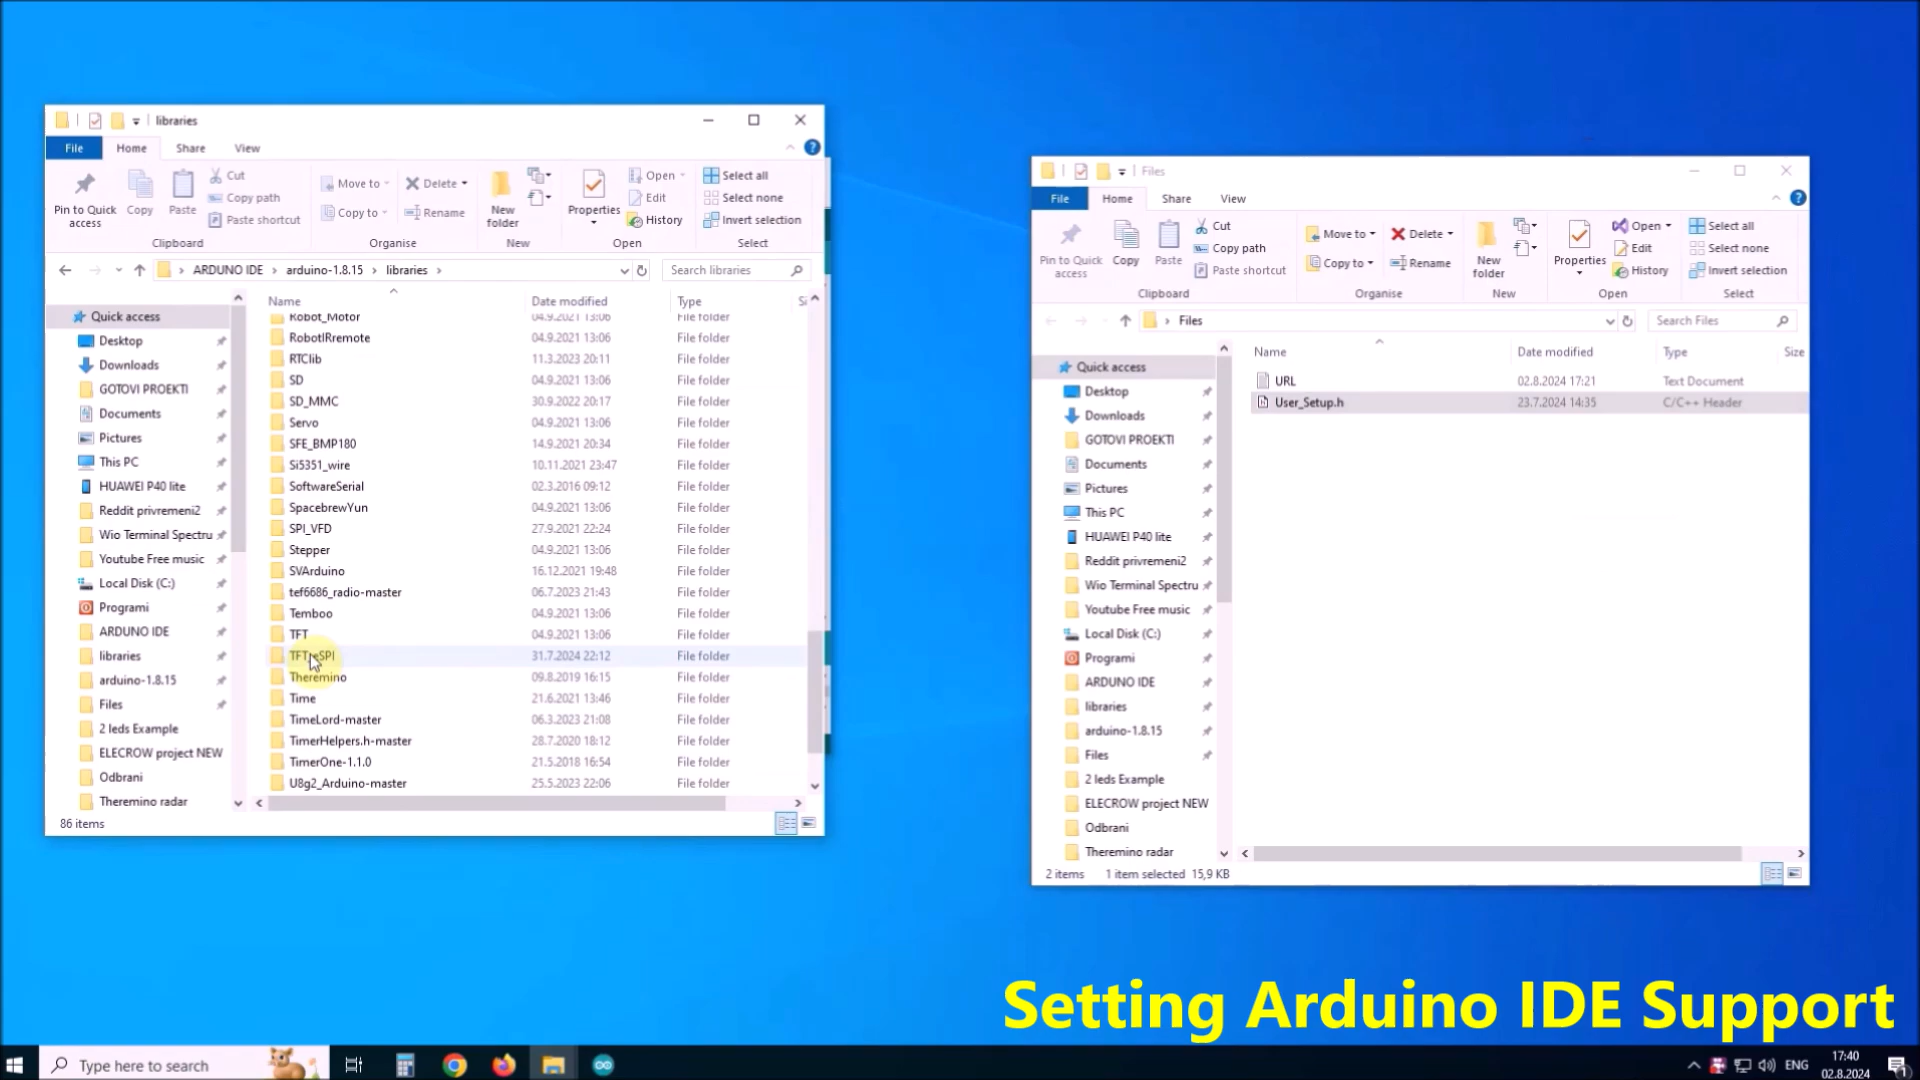 libraries
File Home Share View
Pin to Quick access
Copy
Paste
Cut
Copy path
Paste shortcut
Clipboard
Move to
Copy to
Delete
Rename
Organise
New folder
New
Properties
Open
Edit
History
Open
Select all
Select none
Invert selection
Select
ARDUNO IDE › arduino-1.8.15 › libraries ›
Search libraries
Quick access
Desktop
Downloads
GOTOVI PROEKTI
Documents
Pictures
This PC
HUAWEI P40 lite
Reddit privremeni2
Wio Terminal Spectru
Youtube Free music
Local Disk (C:)
Programi
ARDUNO IDE
libraries
arduino-1.8.15
Files
2 leds Example
ELECROW project NEW
Odbrani
Theremino radar
Name Date modified Type Si
Robot_Motor 04.9.2021 13:06 File folder
RobotIRremote 04.9.2021 13:06 File folder
RTClib 11.3.2023 20:11 File folder
SD 04.9.2021 13:06 File folder
SD_MMC 30.9.2022 20:17 File folder
Servo 04.9.2021 13:06 File folder
SFE_BMP180 14.9.2021 20:34 File folder
Si5351_wire 10.11.2021 23:47 File folder
SoftwareSerial 02.3.2016 09:12 File folder
SpacebrewYun 04.9.2021 13:06 File folder
SPI_VFD 27.9.2021 22:24 File folder
Stepper 04.9.2021 13:06 File folder
SVArduino 16.12.2021 19:48 File folder
tef6686_radio-master 06.7.2023 21:43 File folder
Temboo 04.9.2021 13:06 File folder
TFT 04.9.2021 13:06 File folder
TFT_eSPI 31.7.2024 22:12 File folder
Theremino 09.8.2019 16:15 File folder
Time 21.6.2021 13:46 File folder
TimeLord-master 06.3.2023 21:08 File folder
TimerHelpers.h-master 28.7.2020 18:12 File folder
TimerOne-1.1.0 21.5.2018 16:54 File folder
U8g2_Arduino-master 25.5.2023 22:06 File folder
86 items
Files
File Home Share View
Pin to Quick access
Copy
Paste
Cut
Copy path
Paste shortcut
Clipboard
Move to
Copy to
Delete
Rename
Organise
New folder
New
Properties
Open
Edit
History
Open
Select all
Select none
Invert selection
Select
› Files
Search Files
Quick access
Desktop
Downloads
GOTOVI PROEKTI
Documents
Pictures
This PC
HUAWEI P40 lite
Reddit privremeni2
Wio Terminal Spectru
Youtube Free music
Local Disk (C:)
Programi
ARDUNO IDE
libraries
arduino-1.8.15
Files
2 leds Example
ELECROW project NEW
Odbrani
Theremino radar
Name Date modified Type Size
URL 02.8.2024 17:21 Text Document
User_Setup.h 23.7.2024 14:35 C/C++ Header
2 items 1 item selected 15,9 KB
Setting Arduino IDE Support
Type here to search
ENG
17:40
02.8.2024
1